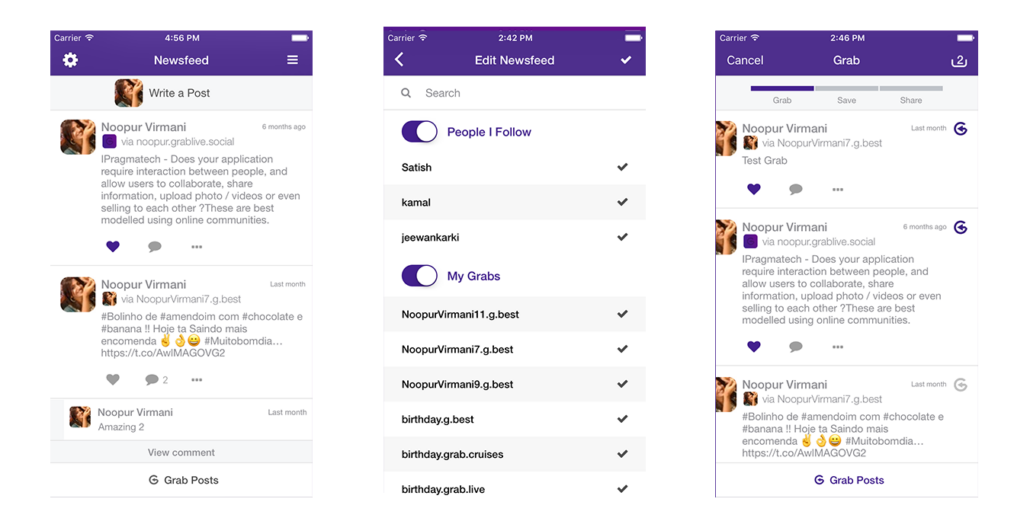 Carrier 4:56 PM
Newsfeed
Write a Post
Noopur Virmani 6 months ago
via noopur.grablive.social
IPragmatech - Does your application
require interaction between people, and
allow users to collaborate, share
information, upload photo / videos or even
selling to each other ?These are best
modelled using online communities.
Noopur Virmani Last month
via NoopurVirmani7.g.best
#Bolinho de #amendoim com #chocolate e
#banana !! Hoje ta Saindo mais
encomenda ✌️👌😀 #Muitobomdia…
https://t.co/AwlMAGOVG2
2
Noopur Virmani Last month
Amazing 2
View comment
Grab Posts
Carrier 2:42 PM
Edit Newsfeed
Search
People I Follow
Satish
kamal
jeewankarki
My Grabs
NoopurVirmani11.g.best
NoopurVirmani7.g.best
NoopurVirmani9.g.best
birthday.g.best
birthday.grab.cruises
birthday.grab.live
Carrier 2:46 PM
Cancel Grab 2
Grab Save Share
Noopur Virmani Last month
via NoopurVirmani7.g.best
Test Grab
Noopur Virmani 6 months ago
via noopur.grablive.social
IPragmatech - Does your application
require interaction between people, and
allow users to collaborate, share
information, upload photo / videos or even
selling to each other ?These are best
modelled using online communities.
Noopur Virmani Last month
via NoopurVirmani7.g.best
#Bolinho de #amendoim com #chocolate e
#banana !! Hoje ta Saindo mais
encomenda ✌️👌😀 #Muitobomdia…
https://t.co/AwlMAGOVG2
Grab Posts